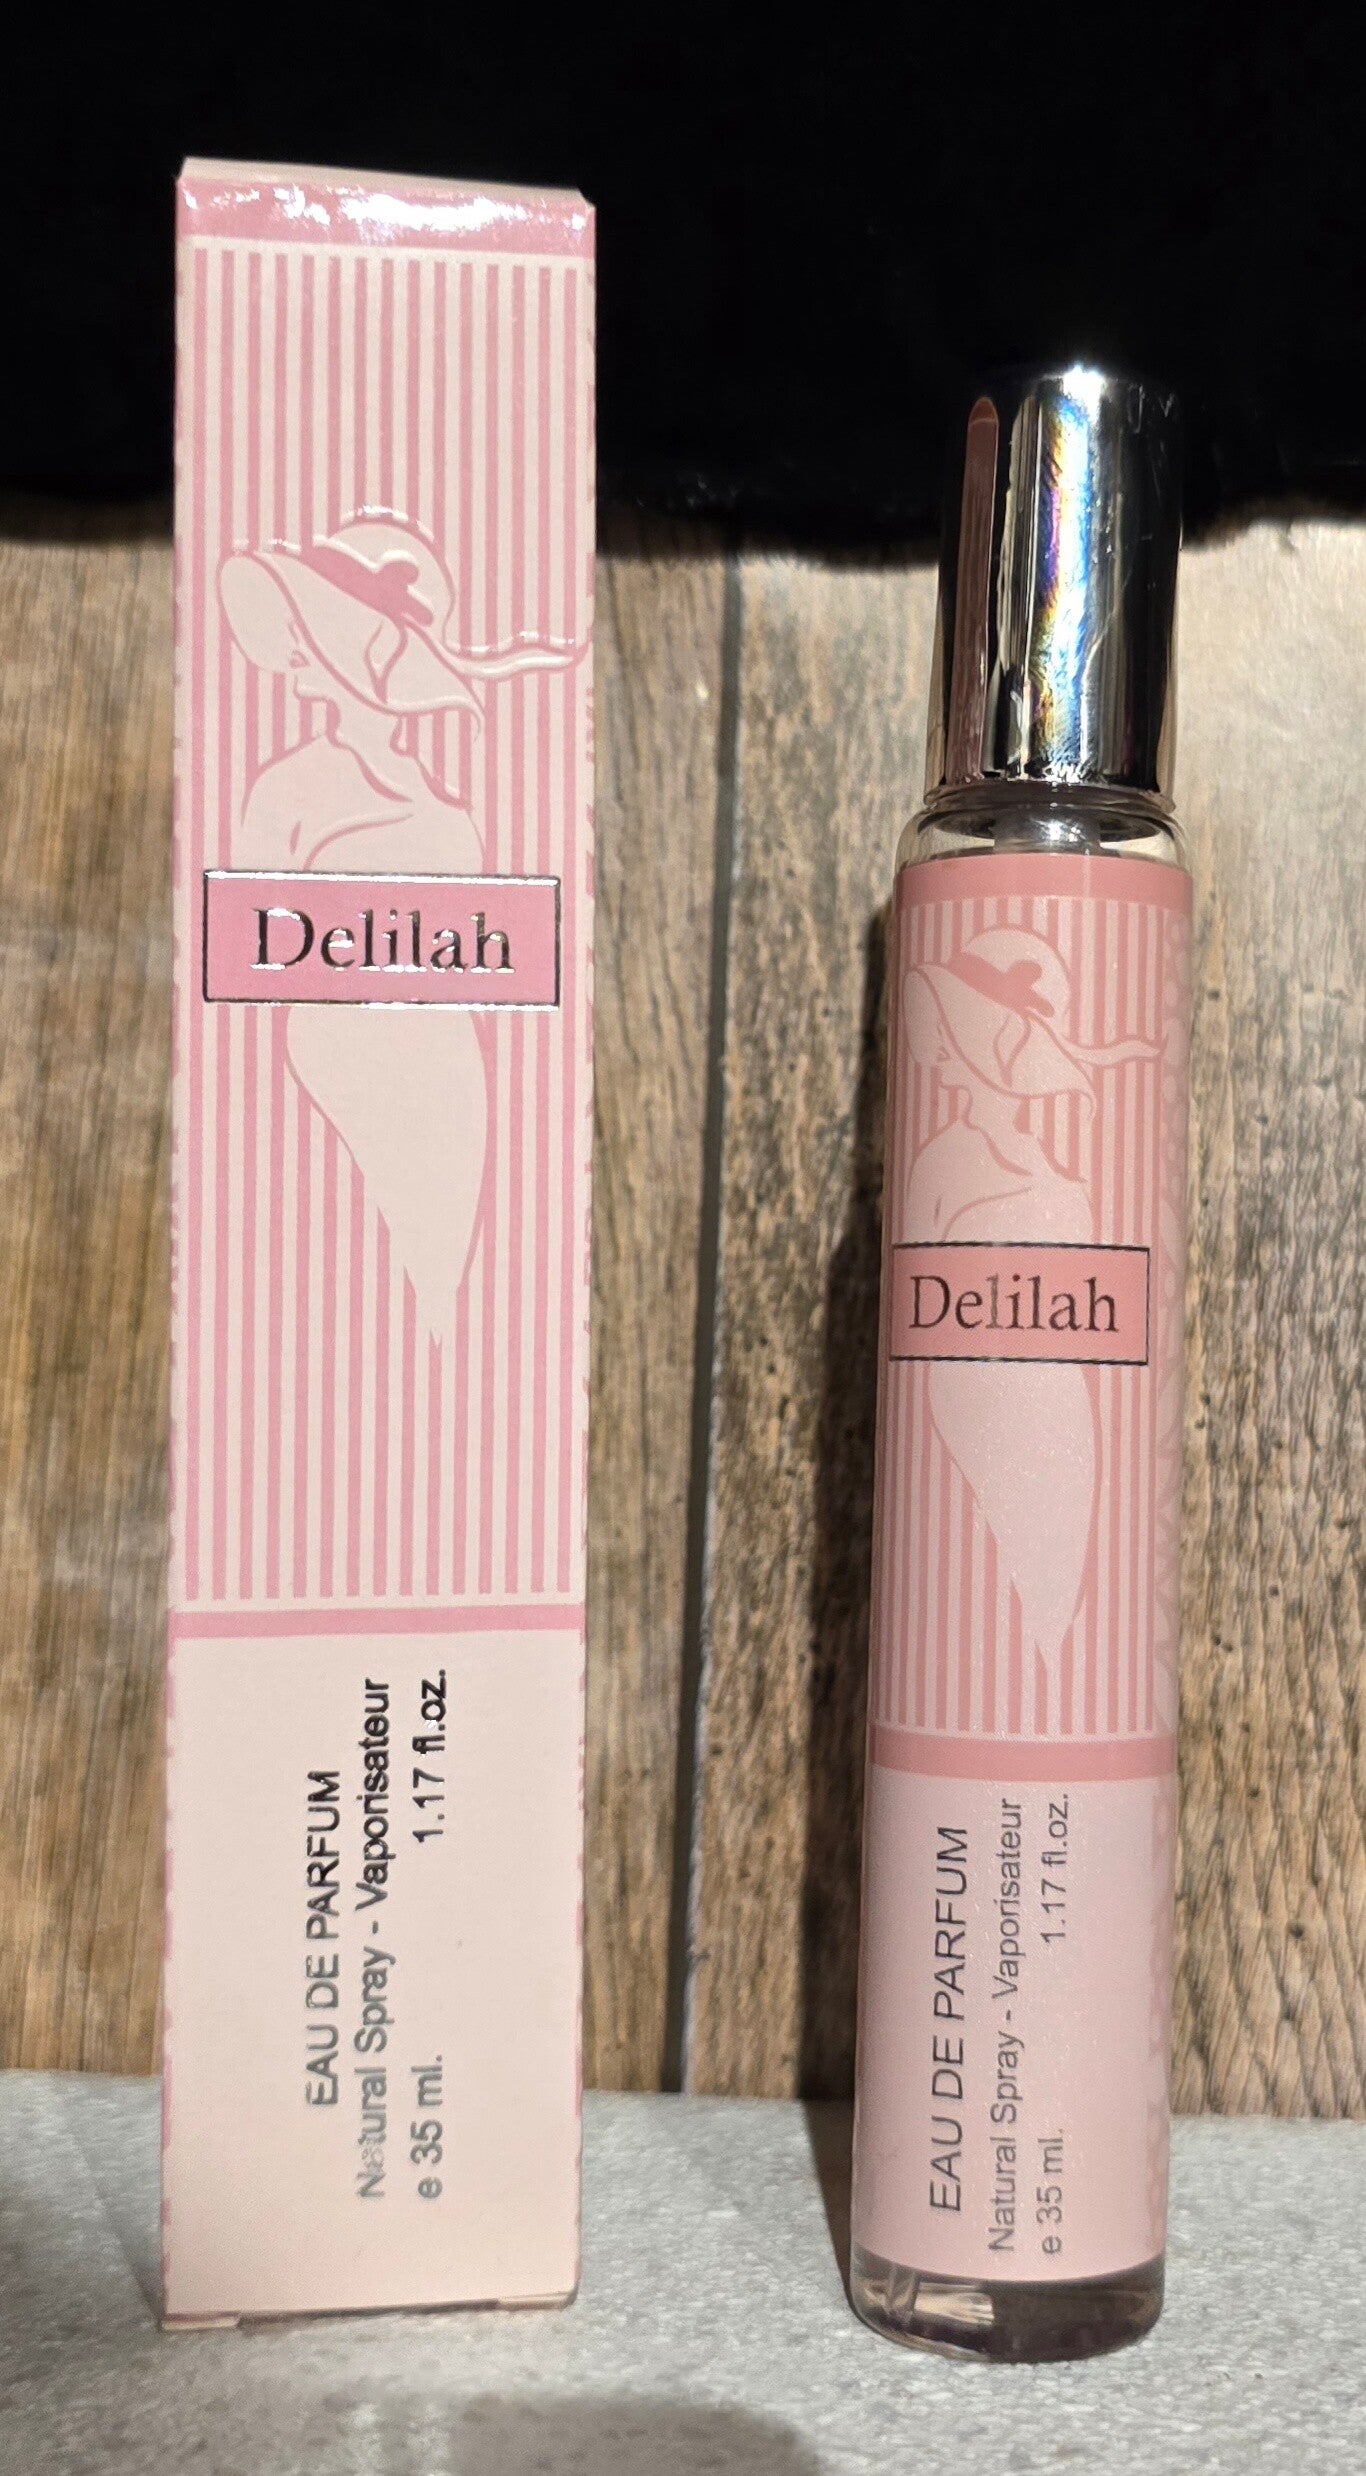 Delilah
EAU DE PARFUM
Natural Spray - Vaporisateur
e 35 ml. 1.17 fl.oz.
Delilah
EAU DE PARFUM
Natural Spray - Vaporisateur
e 35 ml. 1.17 fl.oz.